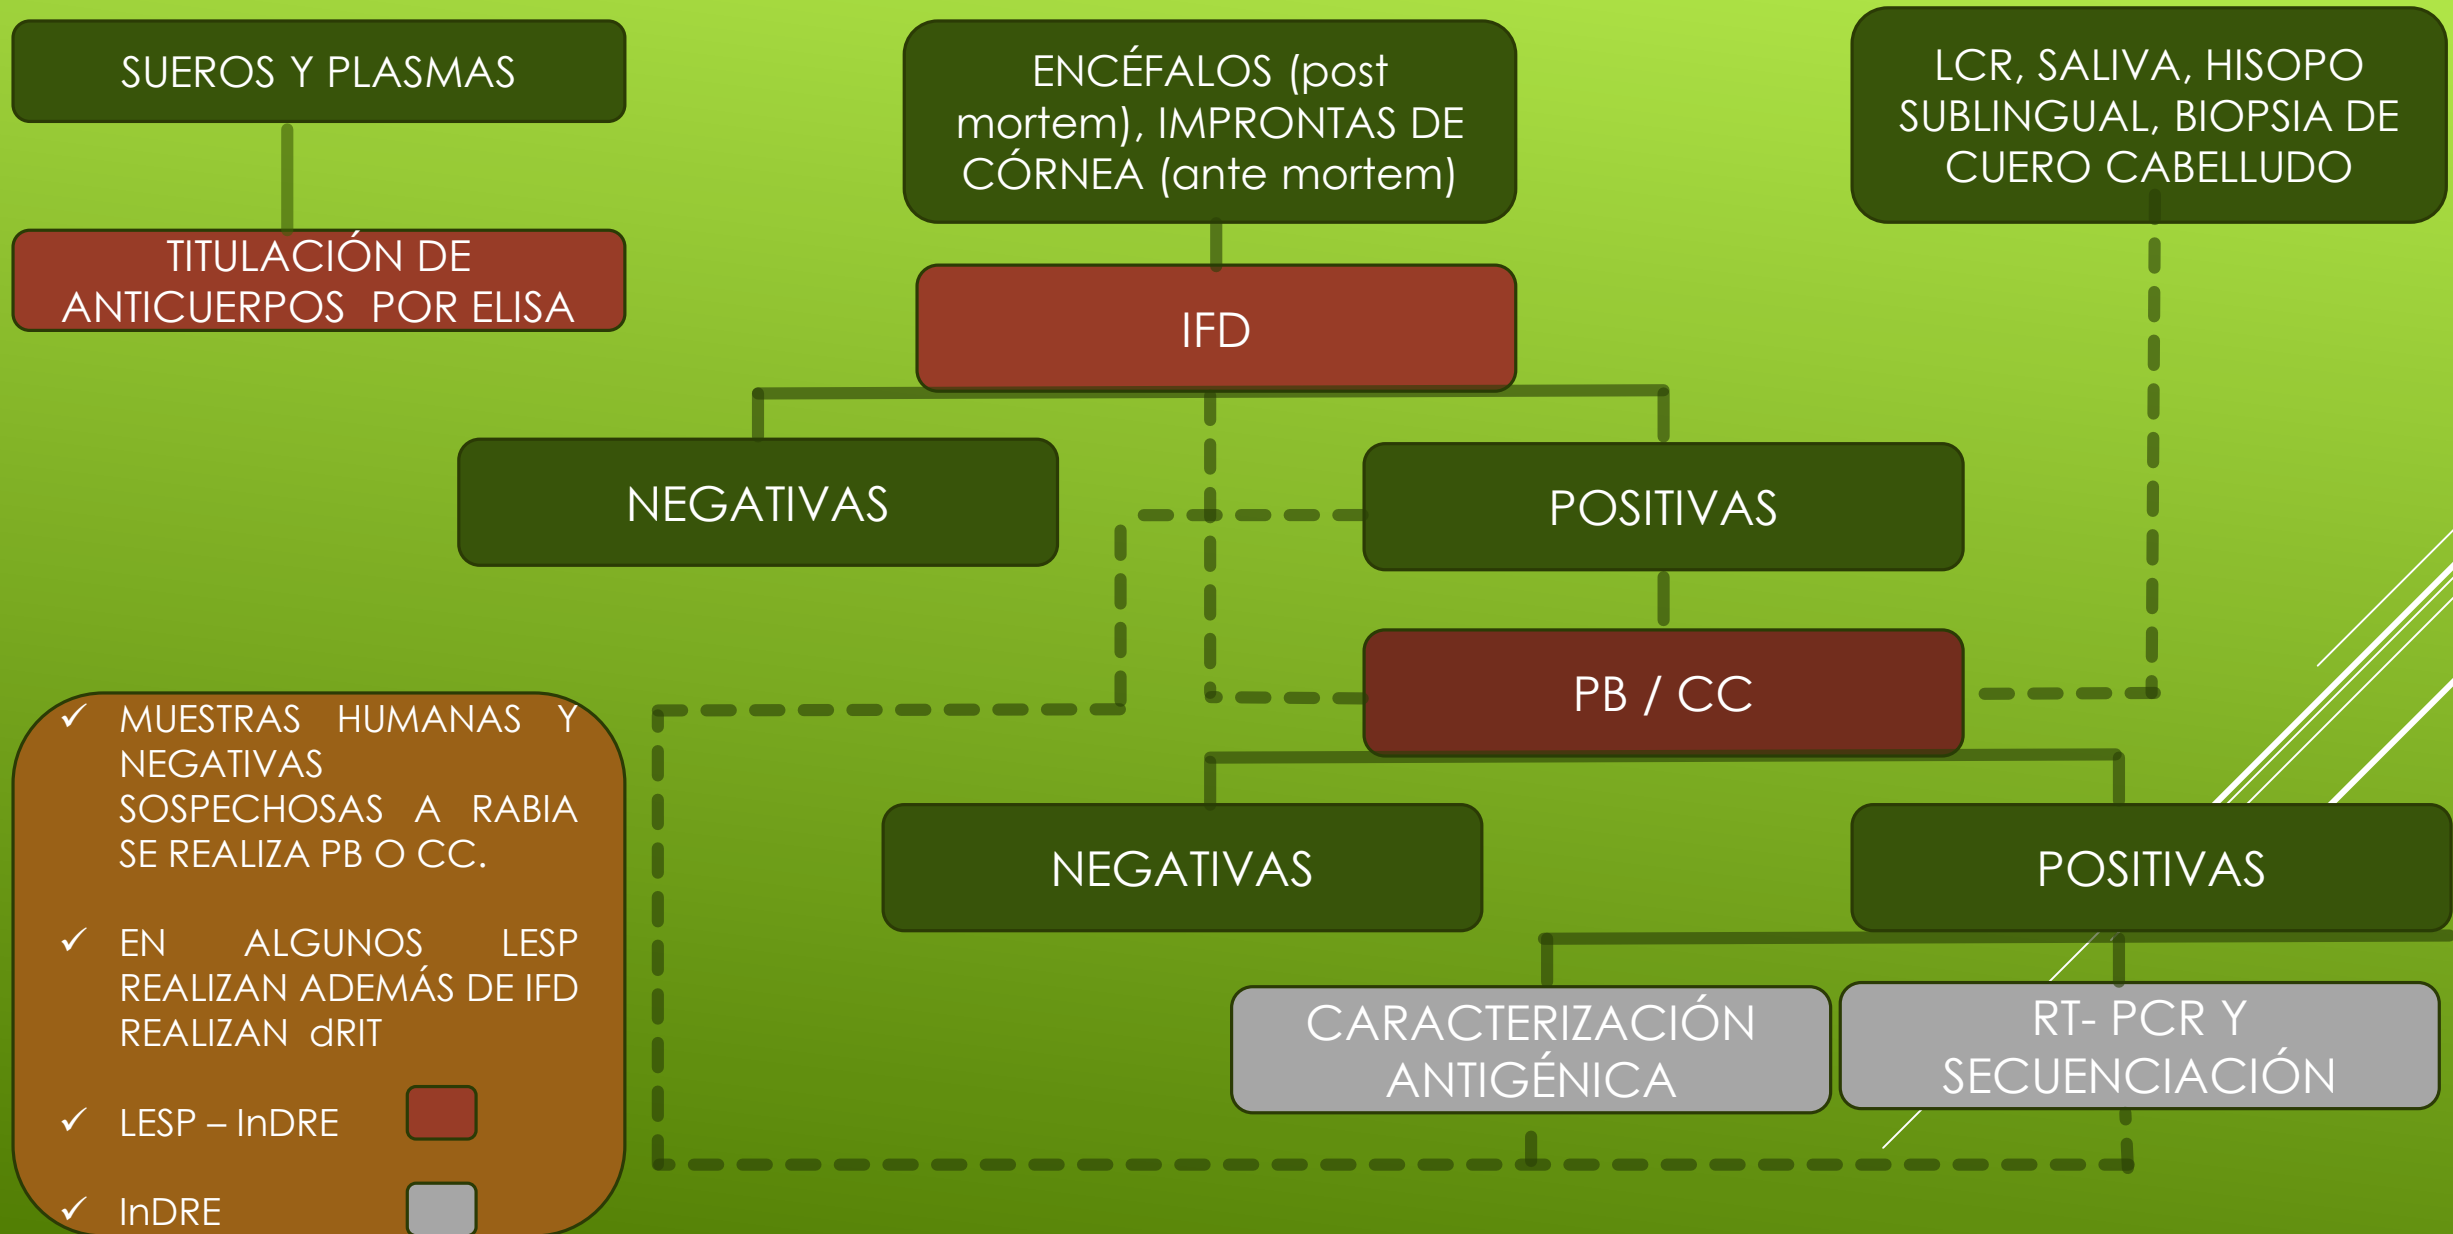 SUEROS Y PLASMAS
TITULACIÓN DE
ANTICUERPOS POR ELISA
ENCÉFALOS (post
mortem), IMPRONTAS DE
CÓRNEA (ante mortem)
LCR, SALIVA, HISOPO
SUBLINGUAL, BIOPSIA DE
CUERO CABELLUDO
IFD
NEGATIVAS
POSITIVAS
PB / CC
NEGATIVAS
POSITIVAS
CARACTERIZACIÓN
ANTIGÉNICA
RT- PCR Y
SECUENCIACIÓN
✓ MUESTRAS HUMANAS Y
NEGATIVAS
SOSPECHOSAS A RABIA
SE REALIZA PB O CC.
✓ EN ALGUNOS LESP
REALIZAN ADEMÁS DE IFD
REALIZAN dRIT
✓ LESP – InDRE
✓ InDRE